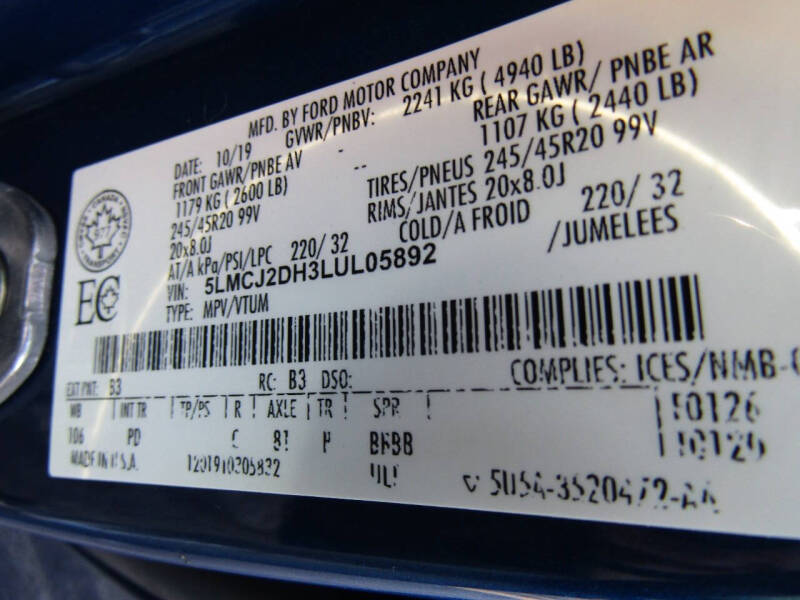 MFD. BY FORD MOTOR COMPANY
DATE: 10/19 GVWR/PNBV: 2241 KG ( 4940 LB)
FRONT GAWR/PNBE AV - REAR GAWR/ PNBE AR
1179 KG ( 2600 LB) -- 1107 KG ( 2440 LB)
245/45R20 99V TIRES/PNEUS 245/45R20 99V
20x8.0J RIMS/JANTES 20x8.0J
AT/A kPa/PSI/LPC 220/ 32 COLD/A FROID 220/ 32
VIN: 5LMCJ2DH3LUL05892 /JUMELEES
TYPE: MPV/VTUM
EC
EXT PNT: B3 RC: B3 DSO: COMPLIES: ICES/NMB-
WB INT TR TP/PS R AXLE TR SPR
106 PD
MADE IN U.S.A.